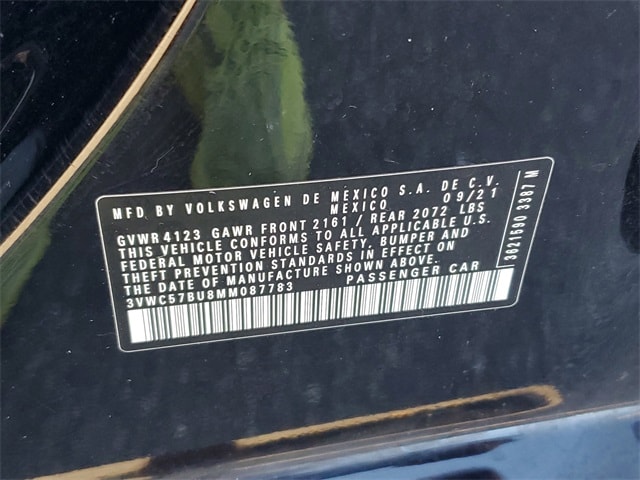 MFD BY VOLKSWAGEN DE MEXICO S.A. DE C.V.
MEXICO 09/21
GVWR 4123 GAWR FRONT 2161 / REAR 2072 LBS
THIS VEHICLE CONFORMS TO ALL APPLICABLE U.S.
FEDERAL MOTOR VEHICLE SAFETY, BUMPER AND
THEFT PREVENTION STANDARDS IN EFFECT ON
THE DATE OF MANUFACTURE SHOWN ABOVE.
3VWC57BU8MM087783 PASSENGER CAR
3621590 3387 M